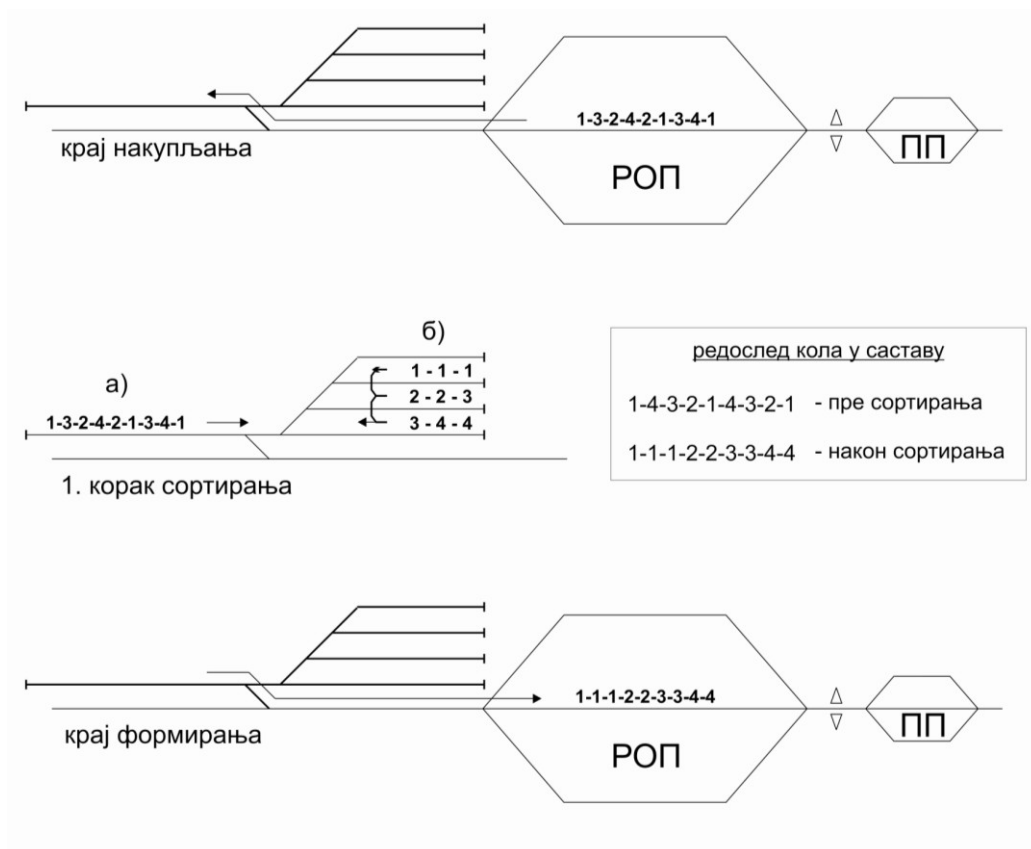 1-3-2-4-2-1-3-4-1
РОП
ПП
крај накупљања
а)
1-3-2-4-2-1-3-4-1
б)
1 - 1 - 1
2 - 2 - 3
3 - 4 - 4
1. корак сортирања
редослед кола у саставу
1-4-3-2-1-4-3-2-1 - пре сортирања
1-1-1-2-2-3-3-4-4 - након сортирања
1-1-1-2-2-3-3-4-4
РОП
ПП
крај формирања